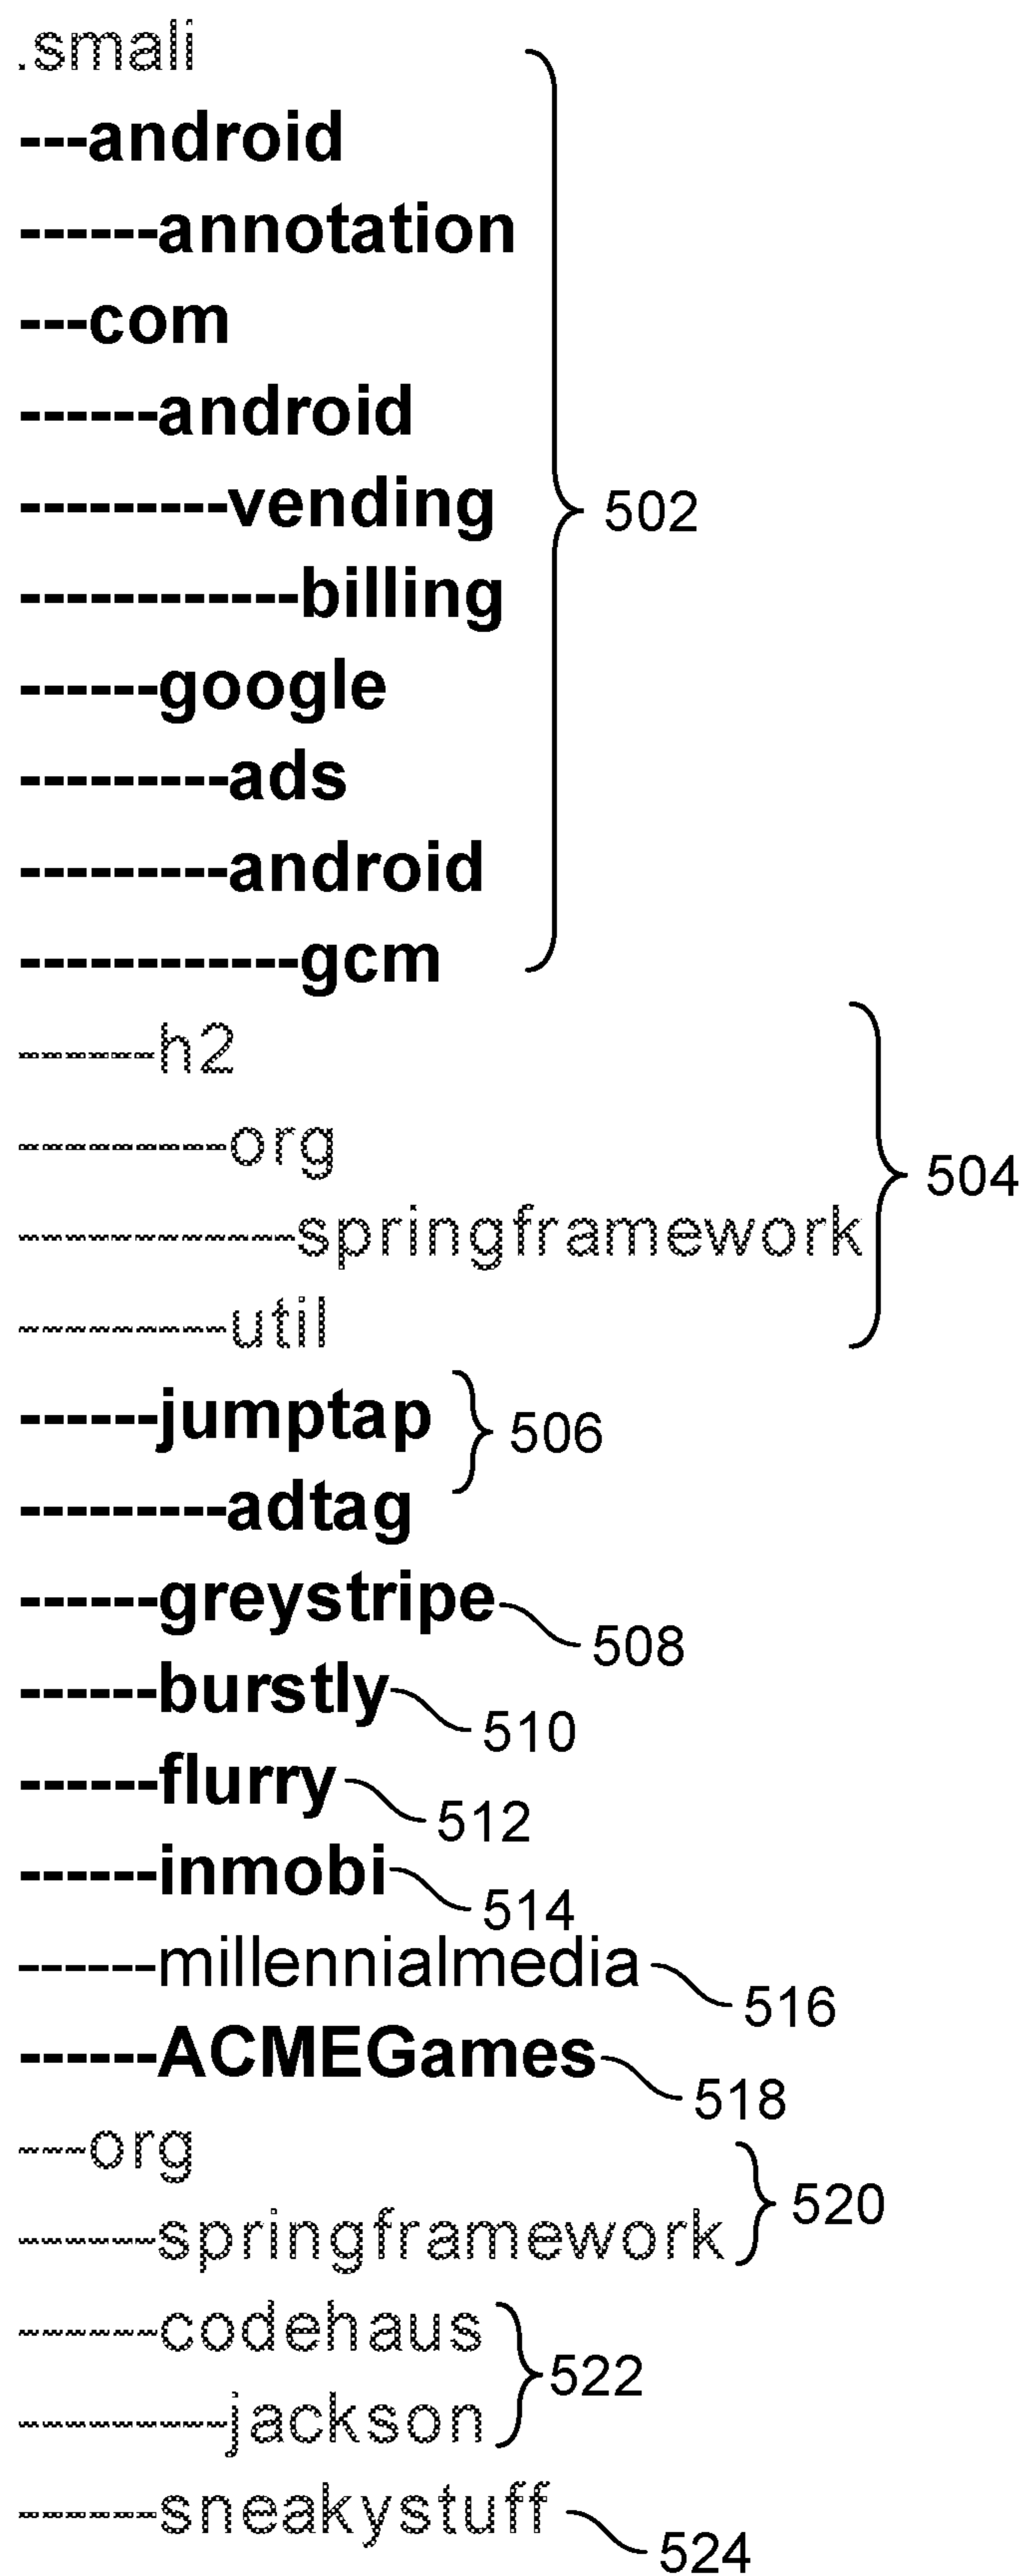 .smali
---android
------annotation
---com
------android
---------vending
502
------------billing
------google
---------ads
---------android
------------gcm
------h2
---------org
504
------------springframework
---------util
------jumptap
506
---------adtag
------greystripe
508
------burstly
510
------flurry
512
------inmobi
514
------millennialmedia
516
------ACMEGames
518
---org
520
------springframework
------codehaus
522
---------jackson
------sneakystuff
524